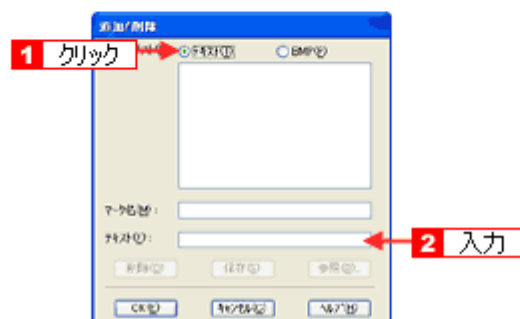 追加/削除
1 クリック
テキスト(T) BMP(P)
マーク名(M):
テキスト(X):
2 入力
削除(D) 保存(S) 参照(O)...
OK キャンセル(C) ヘルプ(H)